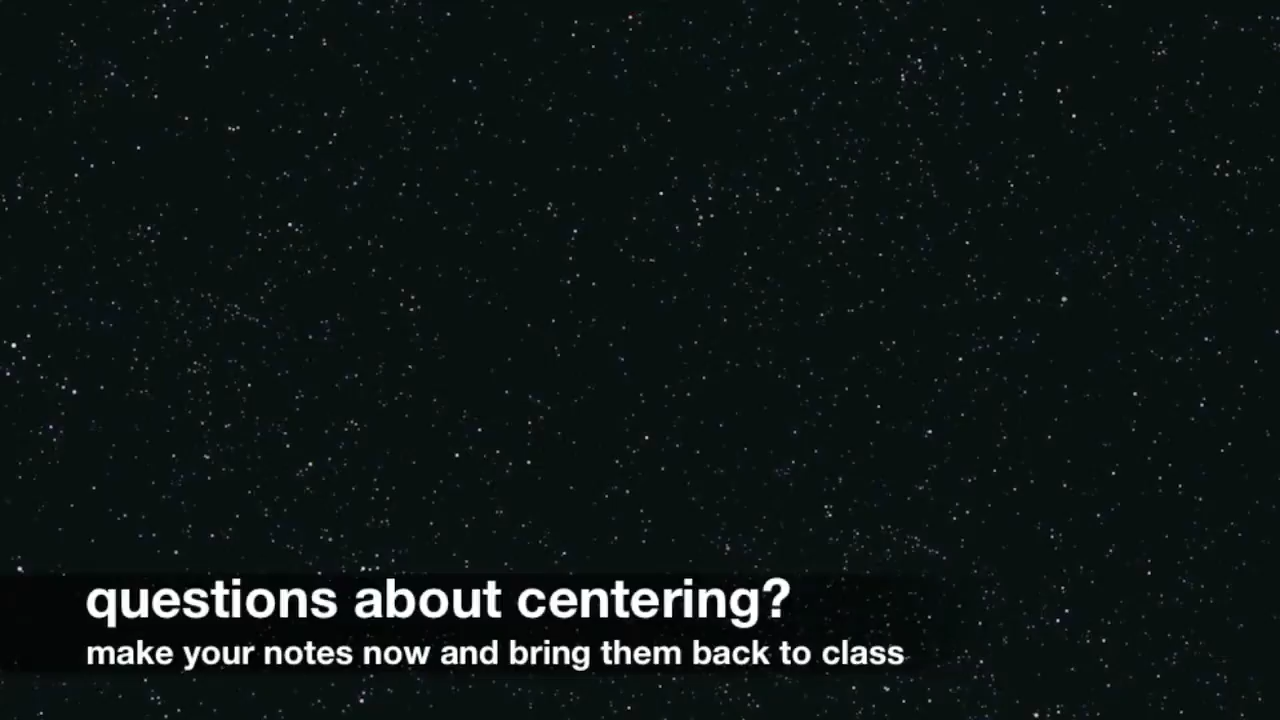 questions about centering?
make your notes now and bring them back to class